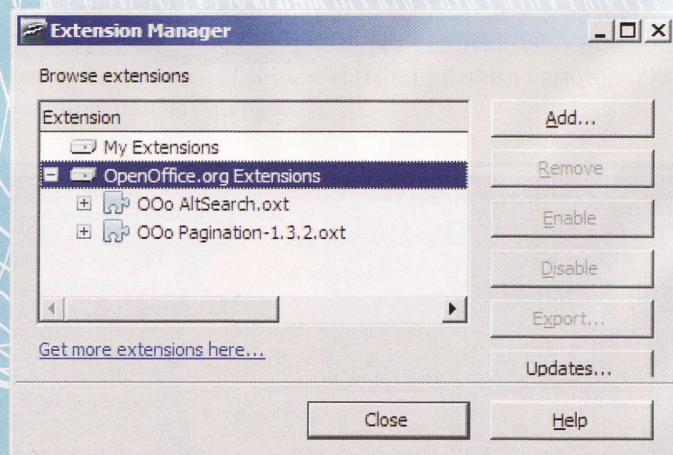 Extension Manager
Browse extensions
Extension
My Extensions
OpenOffice.org Extensions
OOo AltSearch.oxt
OOo Pagination-1.3.2.oxt
Get more extensions here...
Add...
Remove
Enable
Disable
Export...
Updates...
Close
Help